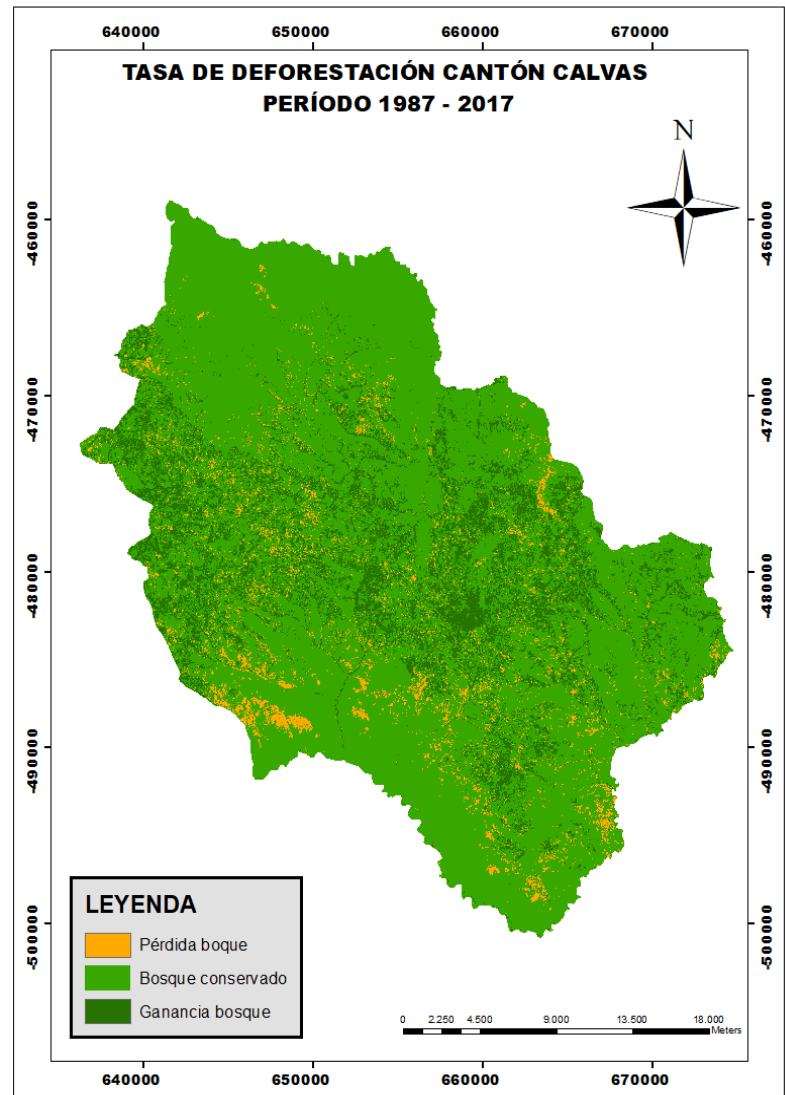 640000 650000 660000 670000
TASA DE DEFORESTACIÓN CANTÓN CALVAS
PERÍODO 1987 - 2017
N
-460000 -460000
-470000 -470000
-480000 -480000
-490000 -490000
-500000 -500000
LEYENDA
Pérdida boque
Bosque conservado
Ganancia bosque
0 2.250 4.500 9.000 13.500 18.000
Meters
640000 650000 660000 670000